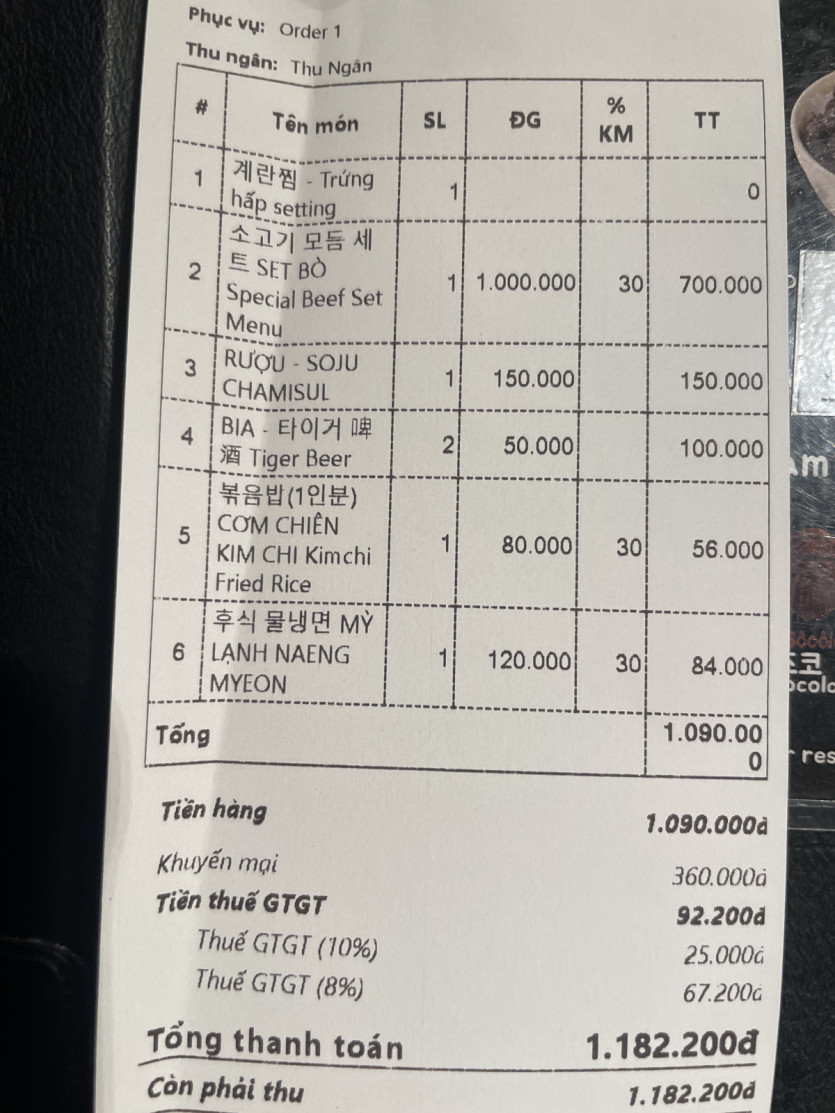 Phục vụ: Order 1
Thu ngân: Thu Ngân
# Tên món SL ĐG % KM TT
1 계란찜 - Trứng hấp setting 1 0
2 소고기 모듬 세트 SET BÒ Special Beef Set Menu 1 1.000.000 30 700.000
3 RƯỢU - SOJU CHAMISUL 1 150.000 150.000
4 BIA - 타이거 啤酒 Tiger Beer 2 50.000 100.000
5 볶음밥(1인분) CƠM CHIÊN KIM CHI Kimchi Fried Rice 1 80.000 30 56.000
6 후식 물냉면 MỲ LẠNH NAENG MYEON 1 120.000 30 84.000
Tổng 1.090.000
Tiền hàng 1.090.000đ
Khuyến mại 360.000đ
Tiền thuế GTGT 92.200đ
Thuế GTGT (10%) 25.000đ
Thuế GTGT (8%) 67.200đ
Tổng thanh toán 1.182.200đ
Còn phải thu 1.182.200đ